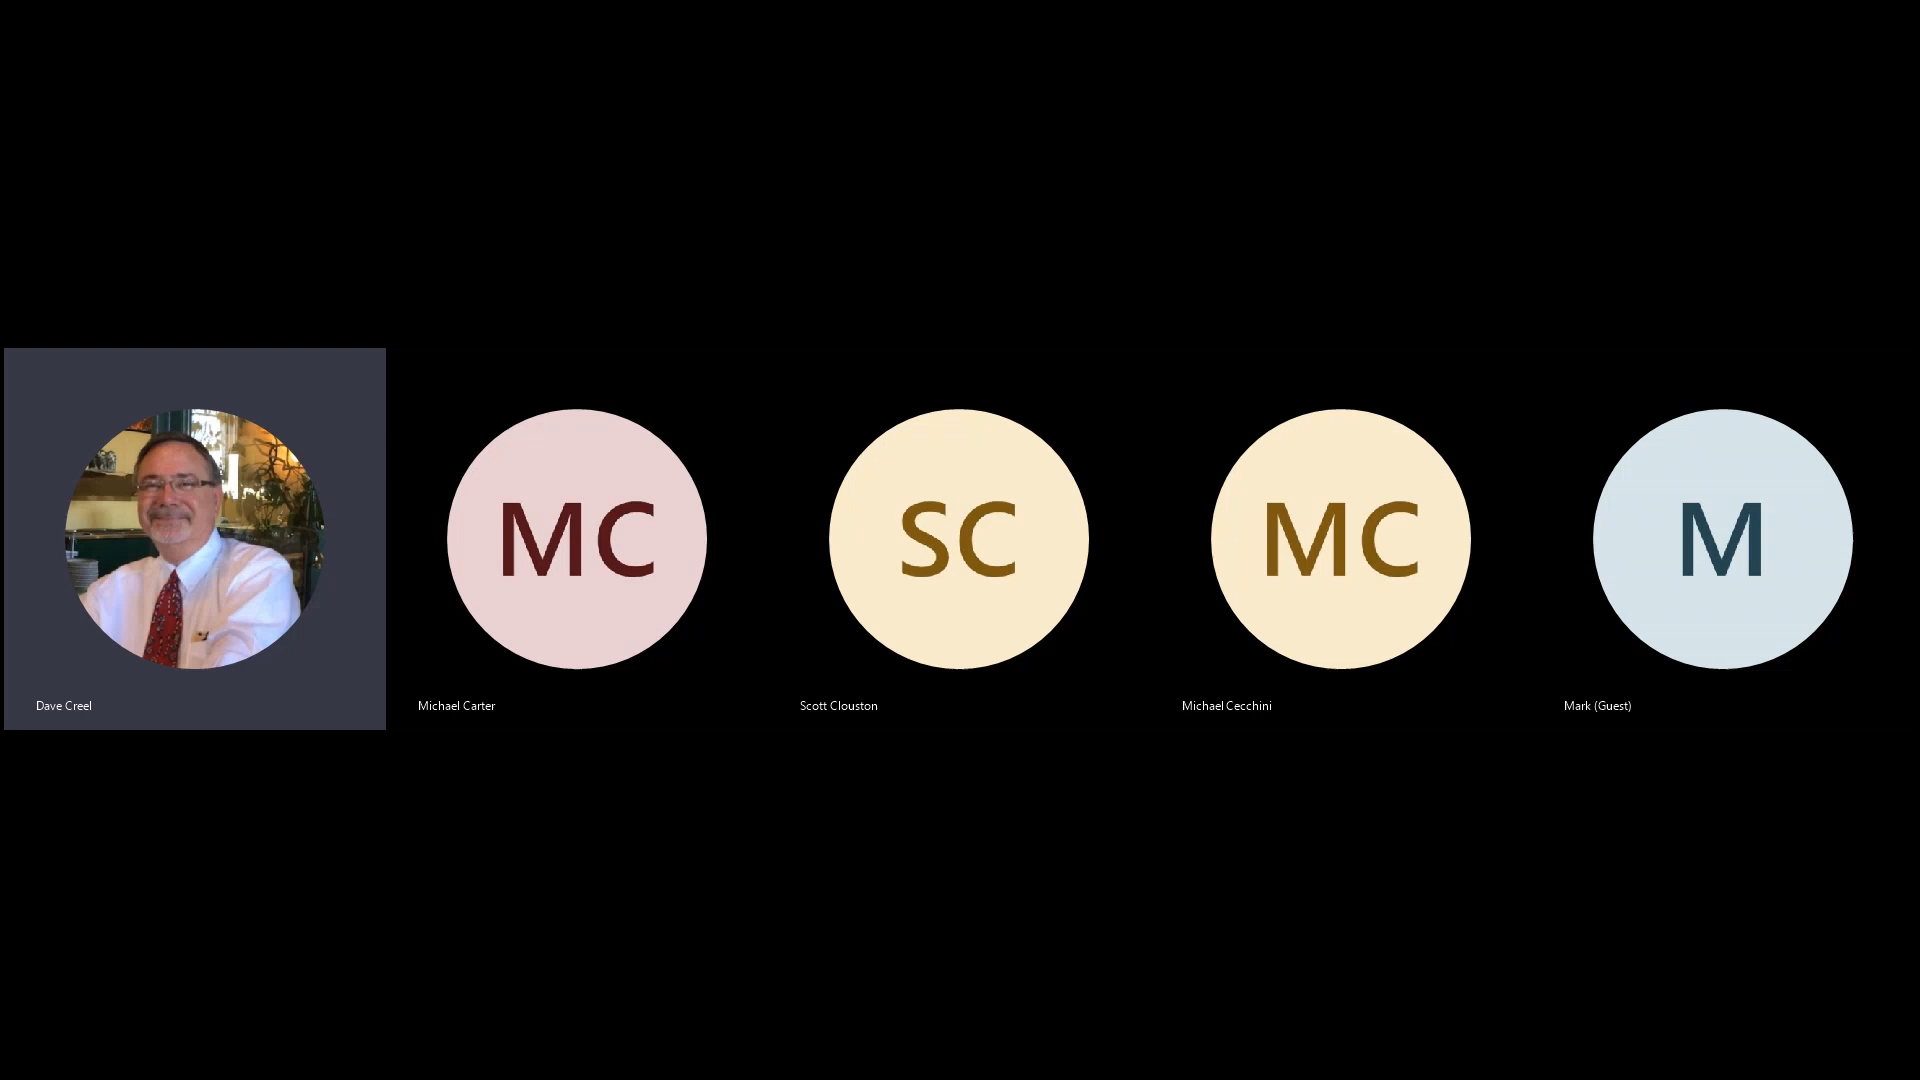 MC
SC
MC
M
Dave Creel
Michael Carter
Scott Clouston
Michael Cecchini
Mark (Guest)